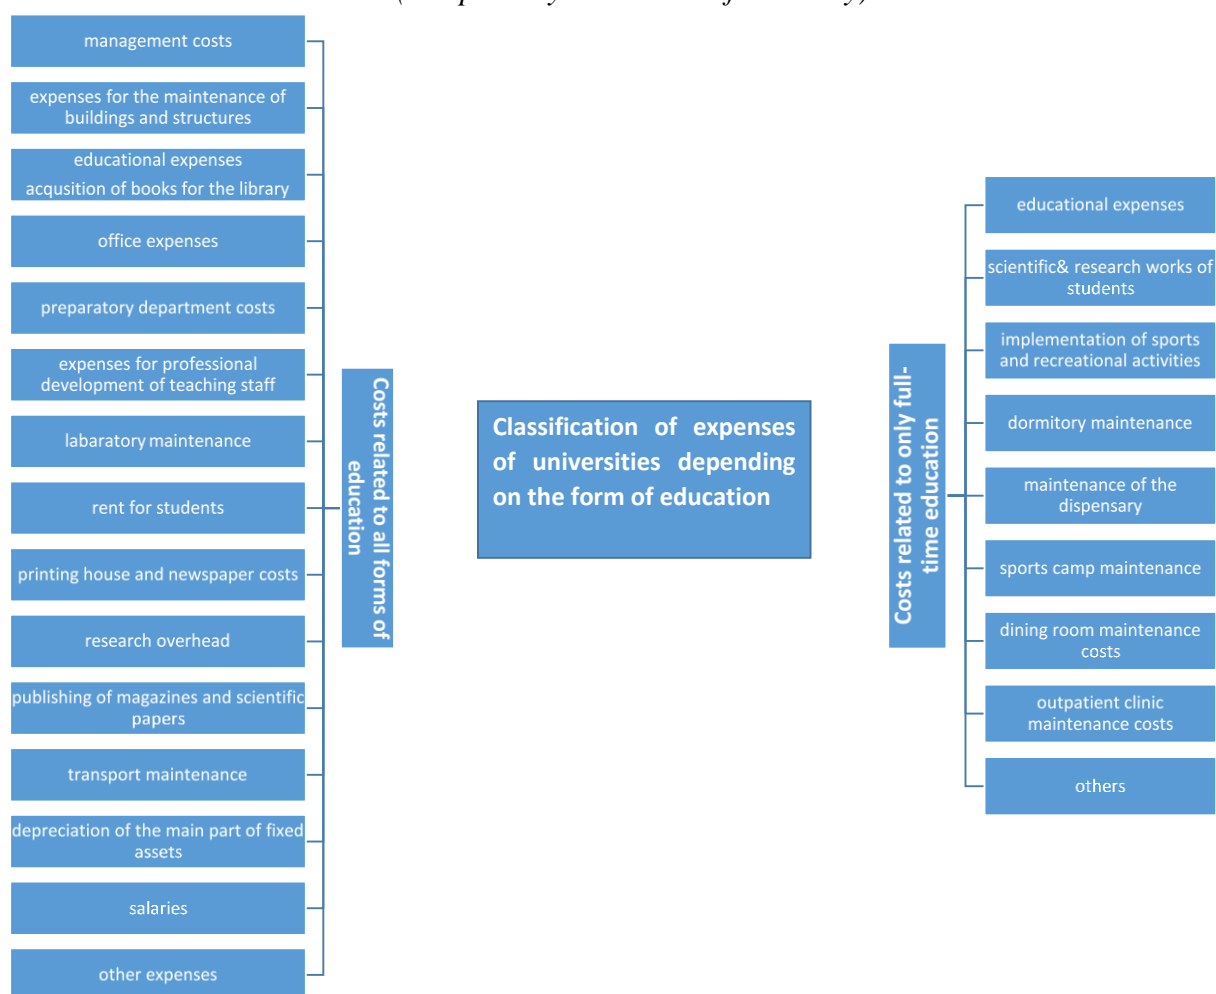 management costs
expenses for the maintenance of
buildings and structures
educational expenses
acqusition of books for the library
office expenses
preparatory department costs
expenses for professional
development of teaching staff
labaratory maintenance
rent for students
printing house and newspaper costs
research overhead
publishing of magazines and scientific
papers
transport maintenance
depreciation of the main part of fixed
assets
salaries
other expenses
Costs related to all forms of
education
Classification of expenses
of universities depending
on the form of education
Costs related to only full-
time education
educational expenses
scientific& research works of
students
implementation of sports
and recreational activities
dormitory maintenance
maintenance of the
dispensary
sports camp maintenance
dining room maintenance
costs
outpatient clinic
maintenance costs
others